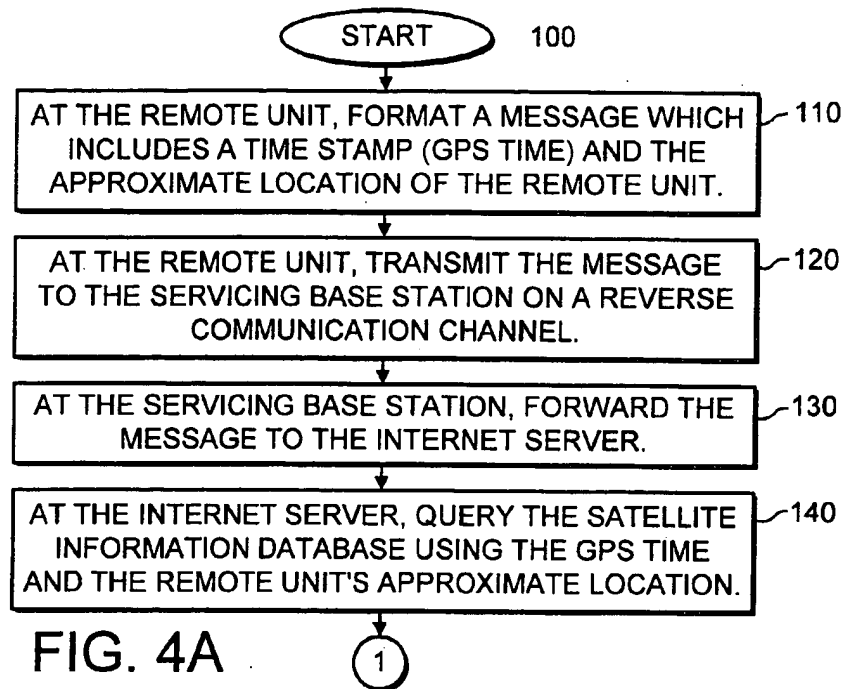 START 100
AT THE REMOTE UNIT, FORMAT A MESSAGE WHICH
INCLUDES A TIME STAMP (GPS TIME) AND THE
APPROXIMATE LOCATION OF THE REMOTE UNIT.
110
AT THE REMOTE UNIT, TRANSMIT THE MESSAGE
TO THE SERVICING BASE STATION ON A REVERSE
COMMUNICATION CHANNEL.
120
AT THE SERVICING BASE STATION, FORWARD THE
MESSAGE TO THE INTERNET SERVER.
130
AT THE INTERNET SERVER, QUERY THE SATELLITE
INFORMATION DATABASE USING THE GPS TIME
AND THE REMOTE UNIT'S APPROXIMATE LOCATION.
140
FIG. 4A
1